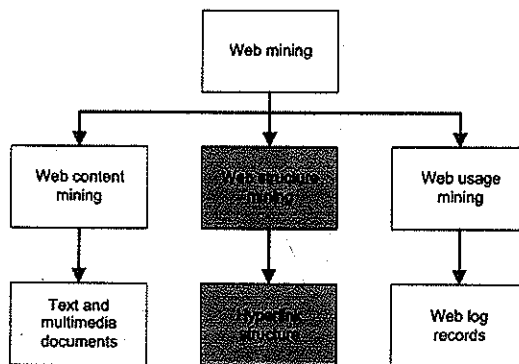 Web mining
Web content
mining
Web structure
mining
Web usage
mining
Text and
multimedia
documents
Hyperlink
structure
Web log
records